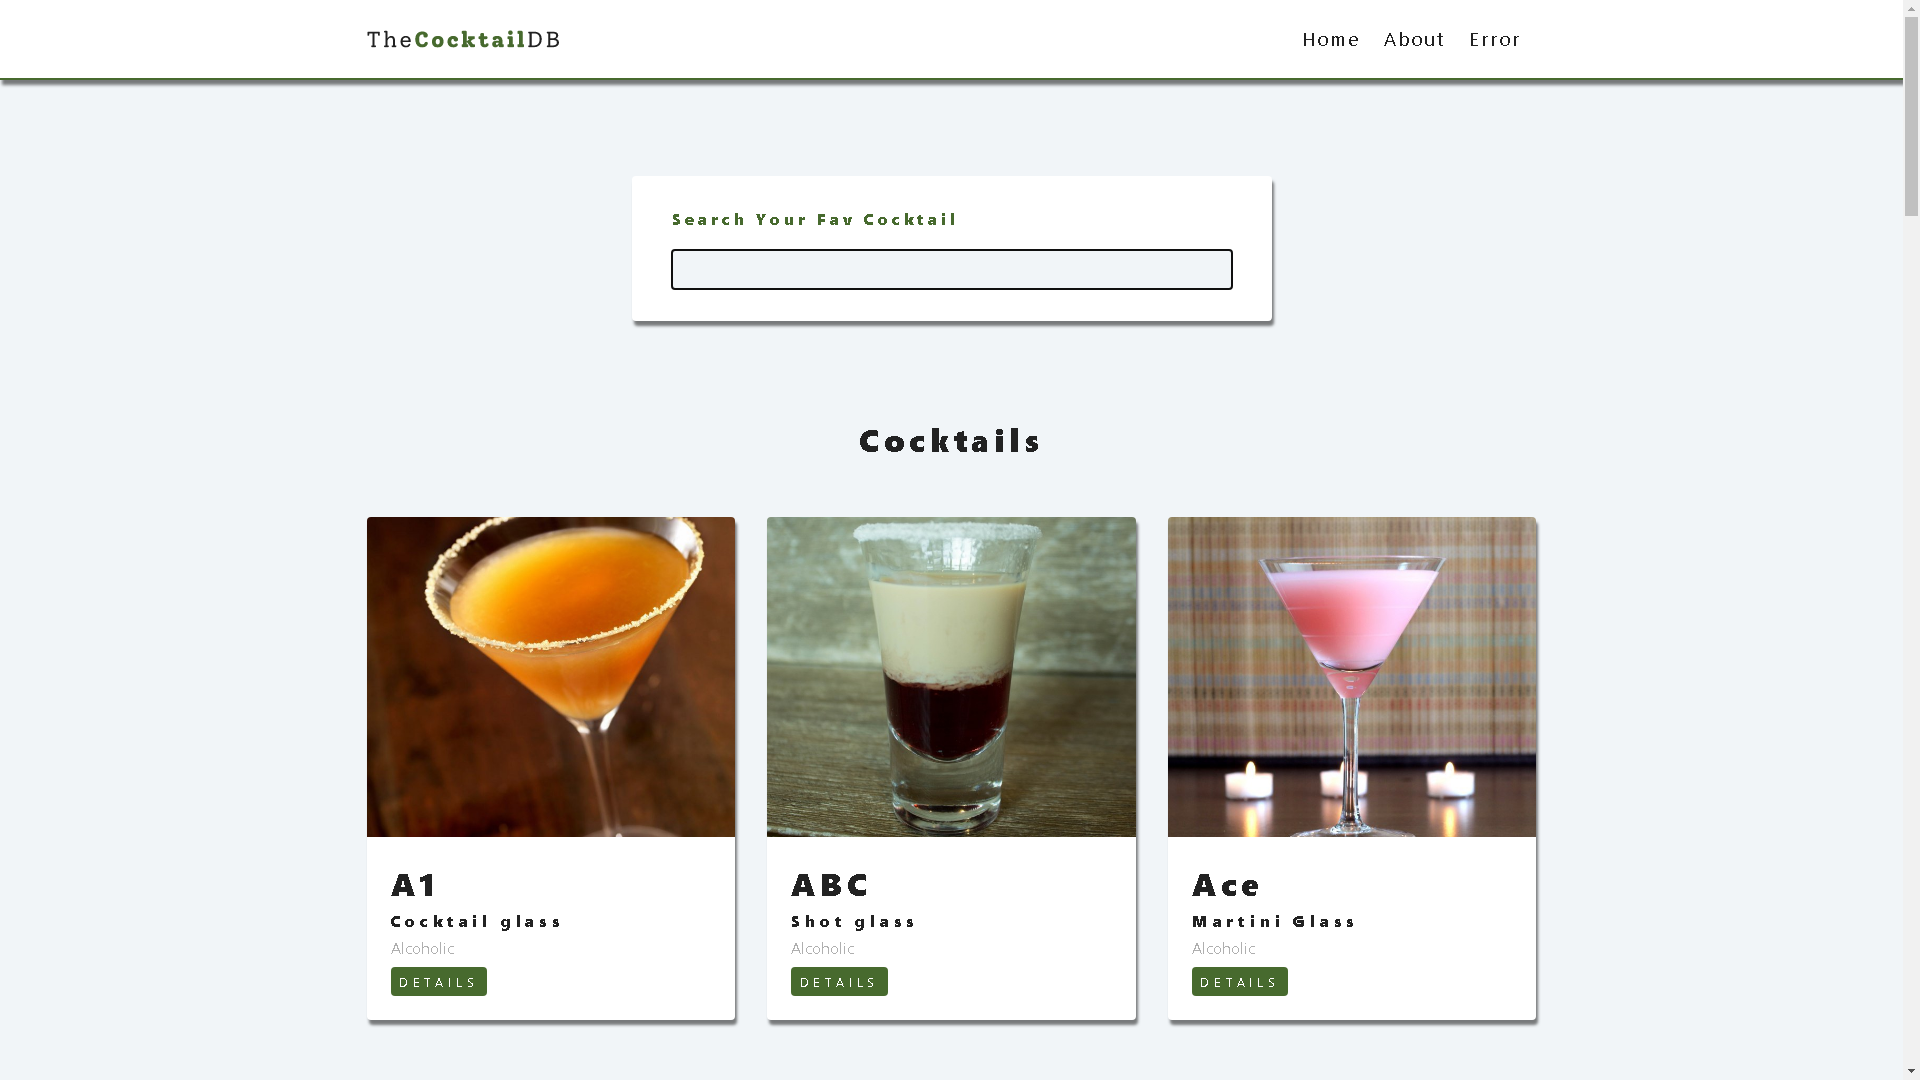 TheCocktailDB
Home About Error
Search Your Fav Cocktail
Cocktails
A1
Cocktail glass
Alcoholic
DETAILS
ABC
Shot glass
Alcoholic
DETAILS
Ace
Martini Glass
Alcoholic
DETAILS